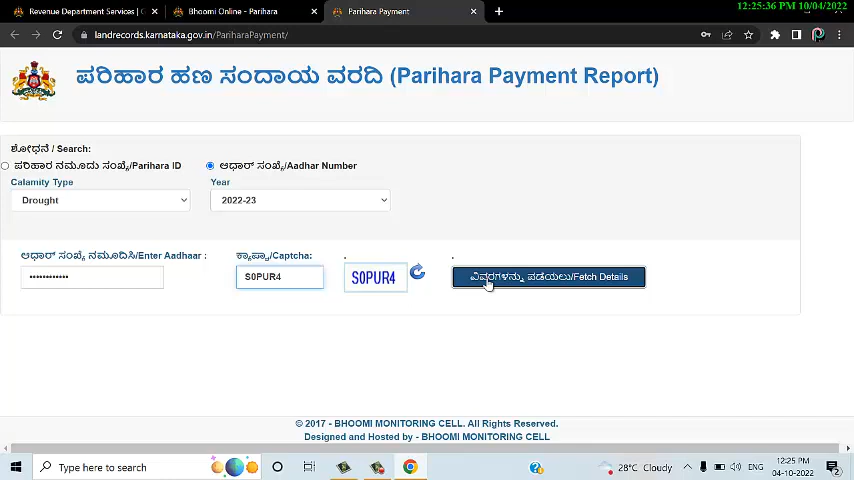 Revenue Department Services | G
Bhoomi Online - Parihara
Parihara Payment
12:25:36 PM 10/04/2022
landrecords.karnataka.gov.in/PariharaPayment/
ಪರಿಹಾರ ಹಣ ಸಂದಾಯ ವರದಿ (Parihara Payment Report)
ಶೋಧನೆ / Search:
ಪರಿಹಾರ ನಮೂದು ಸಂಖ್ಯೆ/Parihara ID
ಆಧಾರ್ ಸಂಖ್ಯೆ/Aadhar Number
Calamity Type
Year
Drought
2022-23
ಆಧಾರ್ ಸಂಖ್ಯೆ ನಮೂದಿಸಿ/Enter Aadhaar :
ಕ್ಯಾಪ್ಚಾ/Captcha:
.
.
••••••••••••
S0PUR4
S0PUR4
ವಿವರಗಳನ್ನು ಪಡೆಯಲು/Fetch Details
© 2017 - BHOOMI MONITORING CELL. All Rights Reserved.
Designed and Hosted by - BHOOMI MONITORING CELL
Type here to search
28°C Cloudy
ENG
12:25 PM
04-10-2022
2